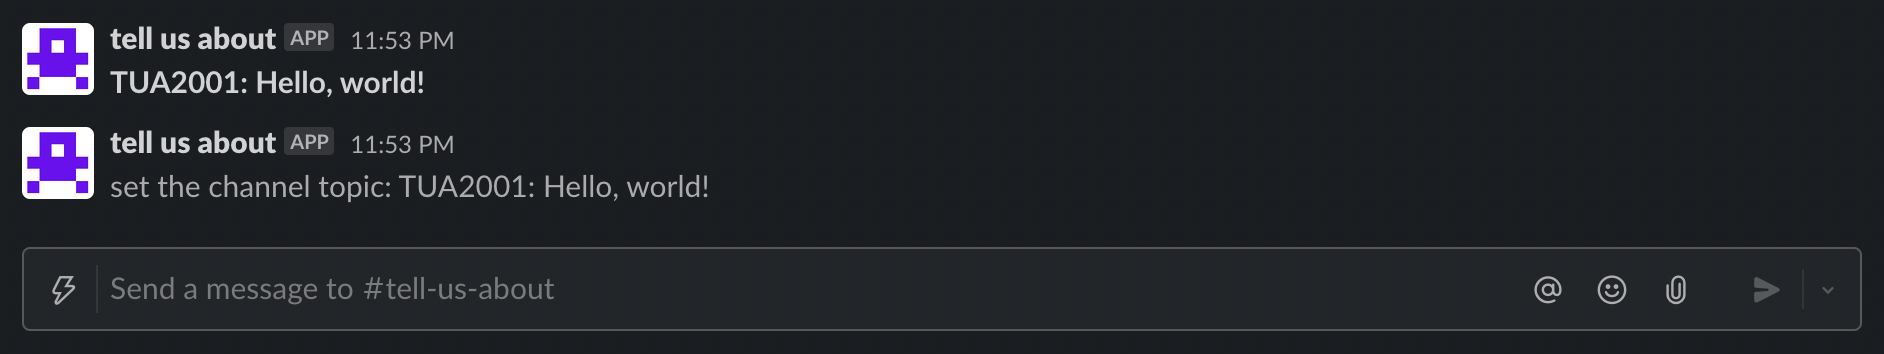 tell us about APP 11:53 PM
TUA2001: Hello, world!
tell us about APP 11:53 PM
set the channel topic: TUA2001: Hello, world!
Send a message to #tell-us-about